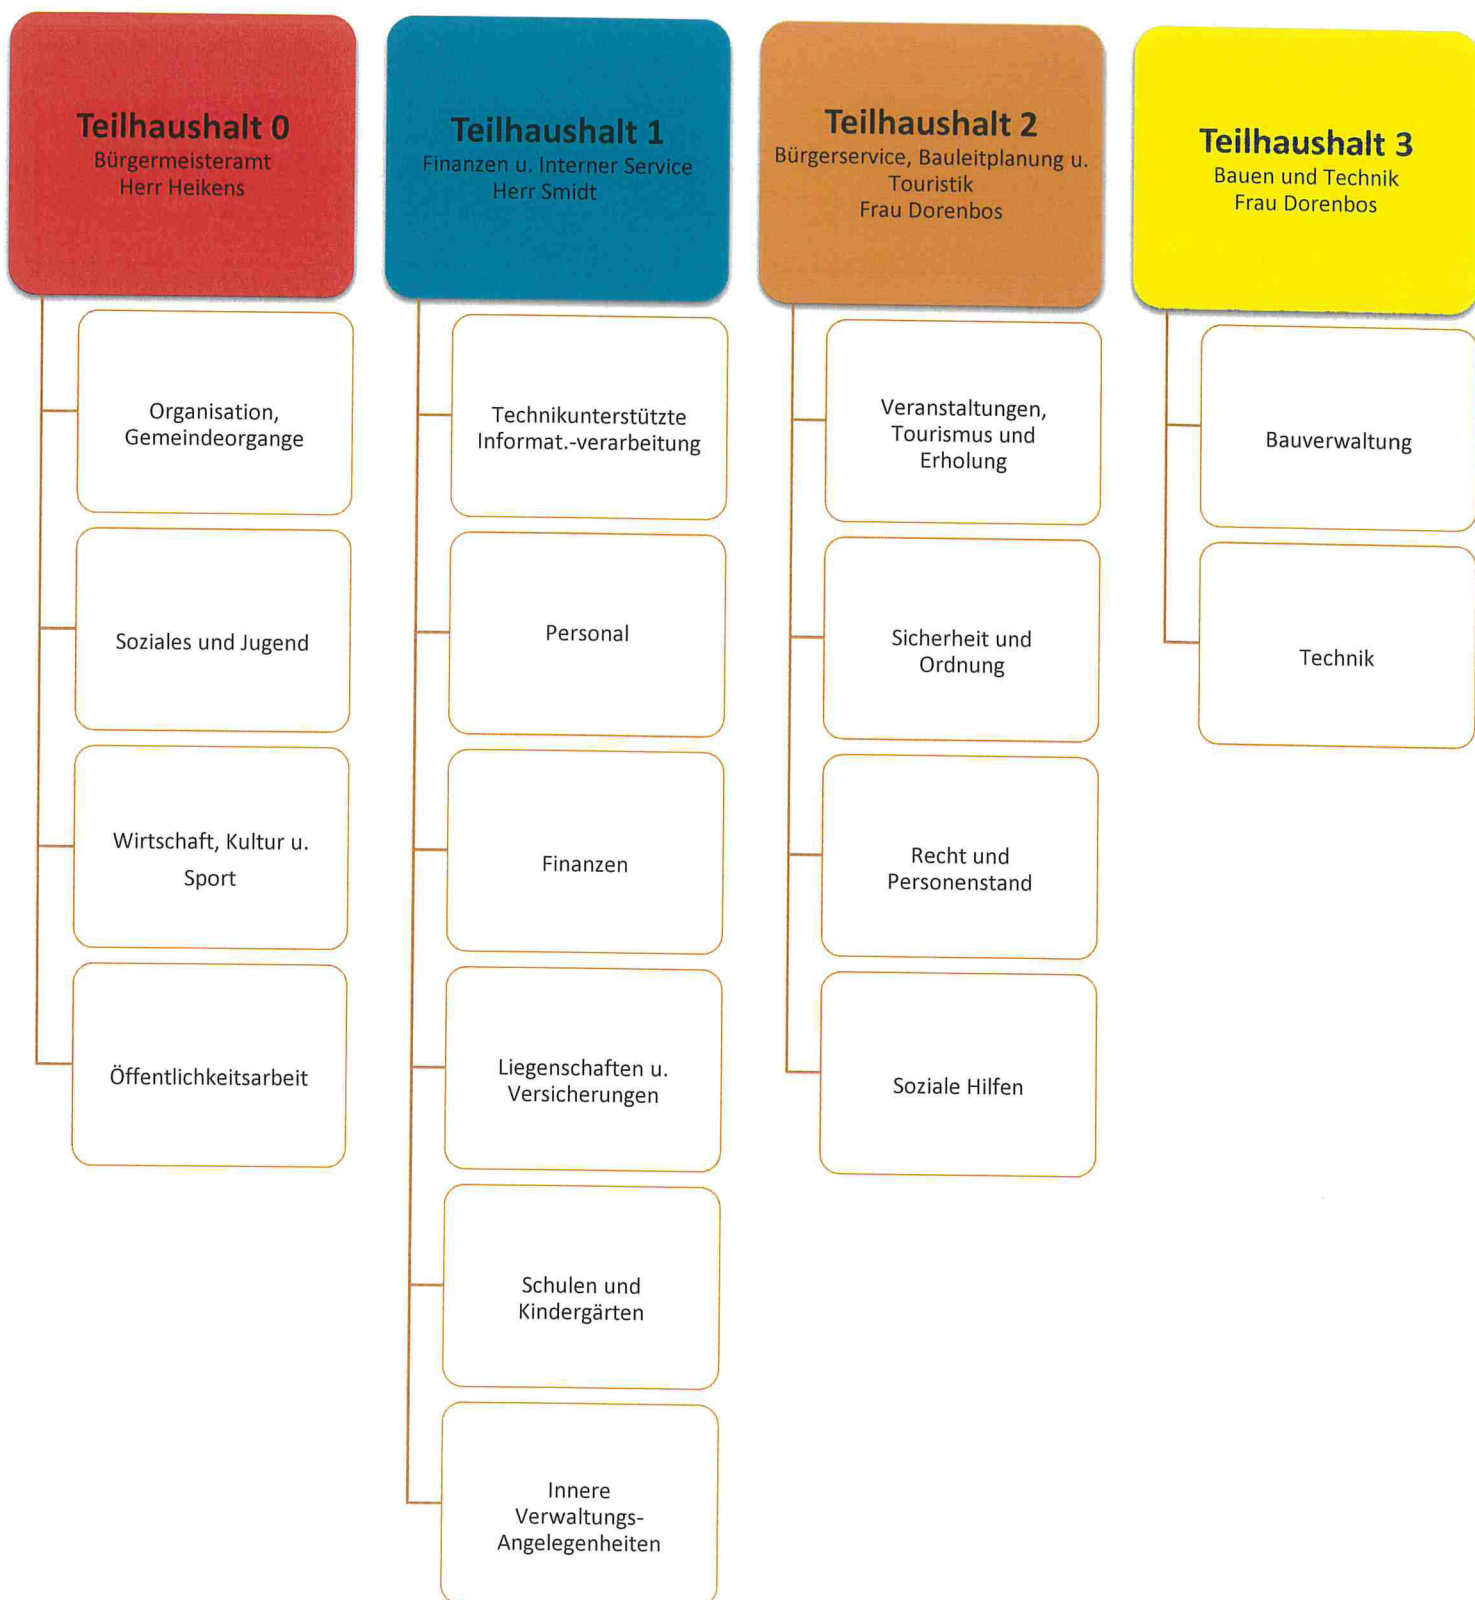 Teilhaushalt 0
Bürgermeisteramt
Herr Heikens
Organisation,
Gemeindeorgange
Soziales und Jugend
Wirtschaft, Kultur u.
Sport
Öffentlichkeitsarbeit
Teilhaushalt 1
Finanzen u. Interner Service
Herr Smidt
Technikunterstützte
Informat.-verarbeitung
Personal
Finanzen
Liegenschaften u.
Versicherungen
Schulen und
Kindergärten
Innere
Verwaltungs-
Angelegenheiten
Teilhaushalt 2
Bürgerservice, Bauleitplanung u.
Touristik
Frau Dorenbos
Veranstaltungen,
Tourismus und
Erholung
Sicherheit und
Ordnung
Recht und
Personenstand
Soziale Hilfen
Teilhaushalt 3
Bauen und Technik
Frau Dorenbos
Bauverwaltung
Technik